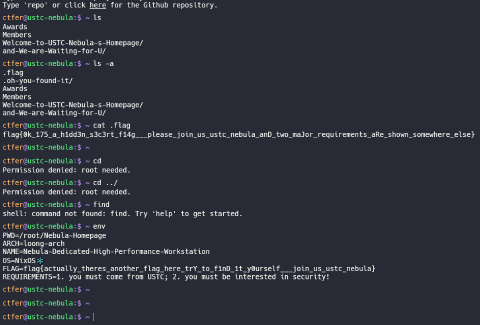 Type 'repo' or click here for the Github repository.
ctfer@ustc-nebula:$ ~ ls
Awards
Members
Welcome-to-USTC-Nebula-s-Homepage/
and-We-are-Waiting-for-U/
ctfer@ustc-nebula:$ ~ ls -a
.flag
.oh-you-found-it/
Awards
Members
Welcome-to-USTC-Nebula-s-Homepage/
and-We-are-Waiting-for-U/
ctfer@ustc-nebula:$ ~ cat .flag
flag{0k_175_a_h1dd3n_s3c3rt_f14g___please_join_us_ustc_nebula_anD_two_maJor_requirements_aRe_shown_somewhere_else}
ctfer@ustc-nebula:$ ~
ctfer@ustc-nebula:$ ~ cd
Permission denied: root needed.
ctfer@ustc-nebula:$ ~ cd ../
Permission denied: root needed.
ctfer@ustc-nebula:$ ~ find
shell: command not found: find. Try 'help' to get started.
ctfer@ustc-nebula:$ ~ env
PWD=/root/Nebula-Homepage
ARCH=loong-arch
NAME=Nebula-Dedicated-High-Performance-Workstation
OS=NixOS❄️
FLAG=flag{actually_theres_another_flag_here_trY_to_f1nD_1t_y0urself___join_us_ustc_nebula}
REQUIREMENTS=1. you must come from USTC; 2. you must be interested in security!
ctfer@ustc-nebula:$ ~
ctfer@ustc-nebula:$ ~
ctfer@ustc-nebula:$ ~